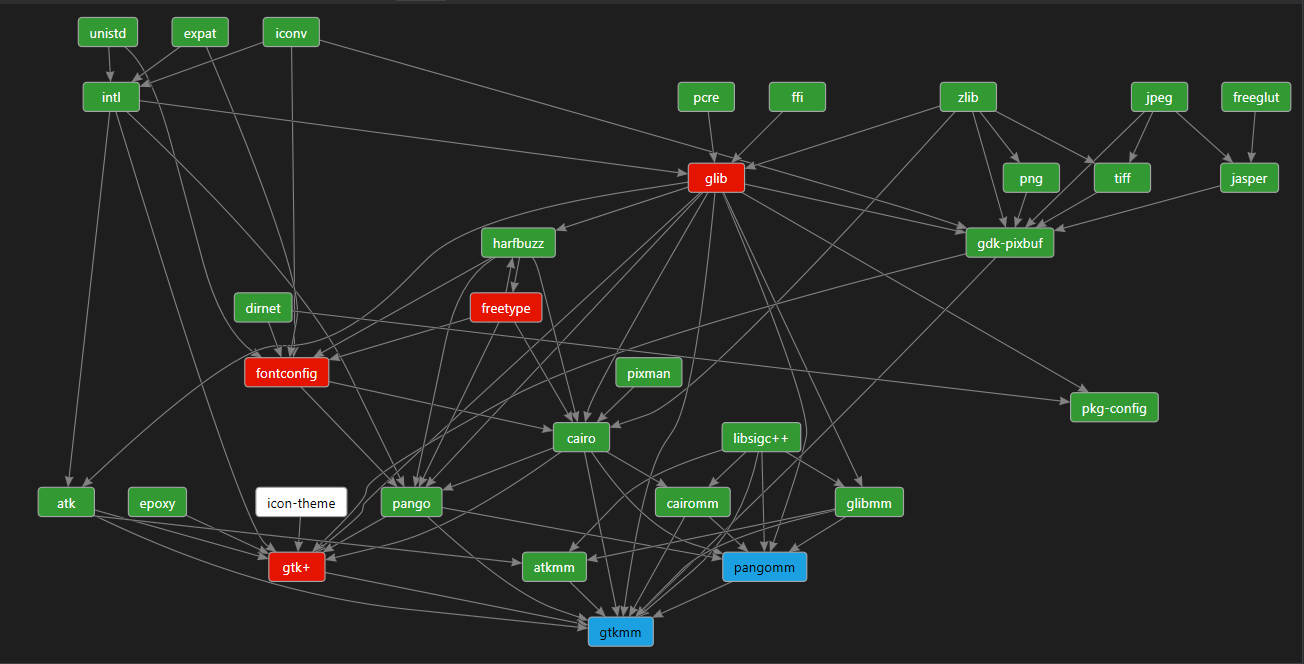 unistd
expat
iconv
intl
pcre
ffi
zlib
jpeg
freeglut
glib
png
tiff
jasper
harfbuzz
gdk-pixbuf
dirnet
freetype
fontconfig
pixman
pkg-config
cairo
libsigc++
atk
epoxy
icon-theme
pango
cairomm
glibmm
gtk+
atkmm
pangomm
gtkmm